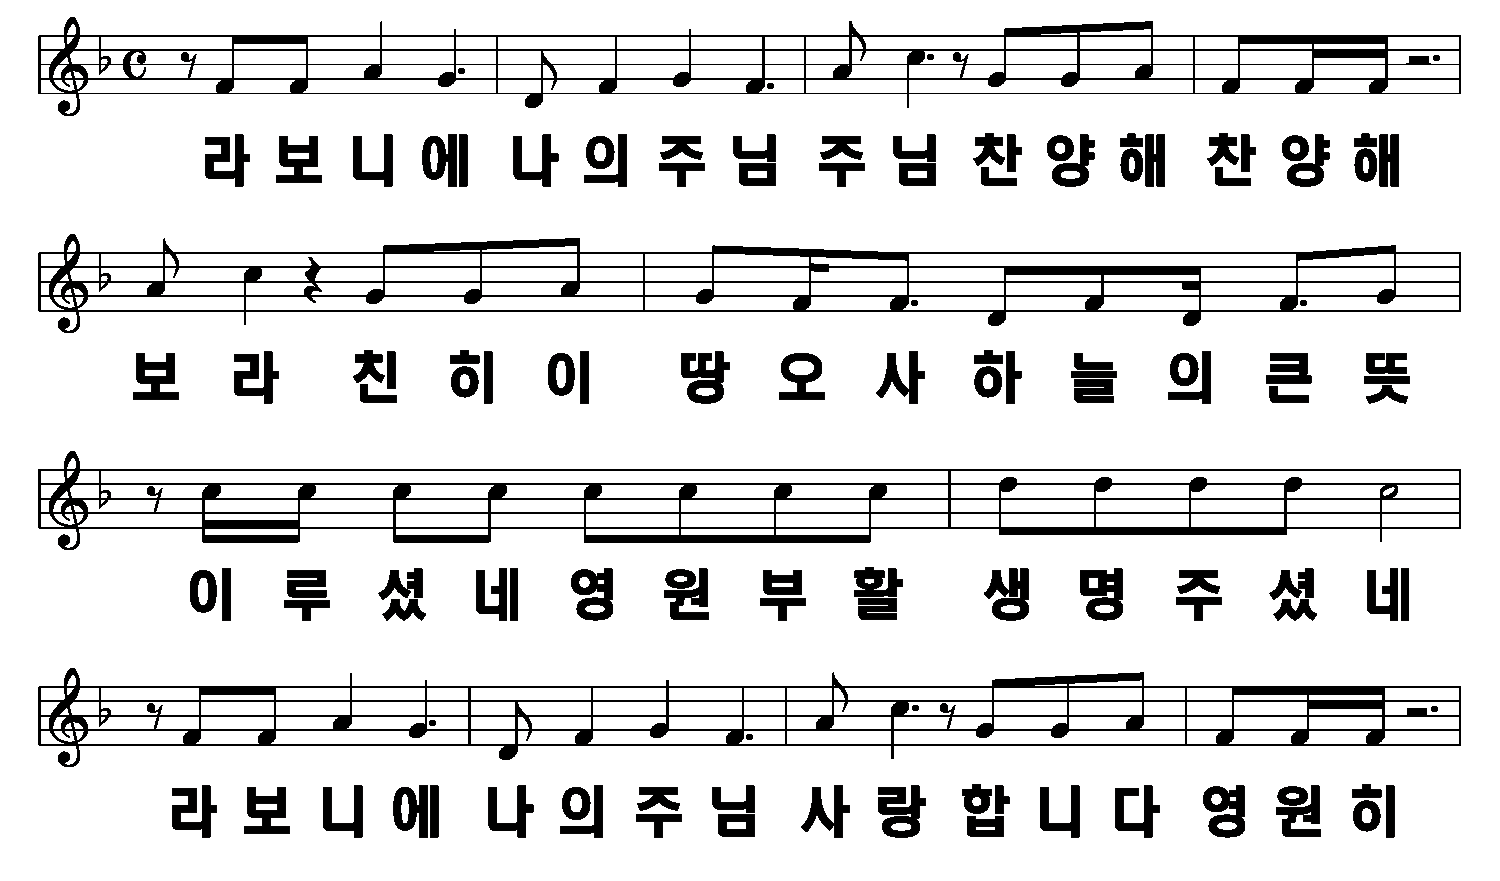 라보니에 나의주님 주님찬양해 찬양해
보라 친히이 땅오사하늘의큰뜻
이루셨네영원부활 생명주셨네
라보니에 나의주님 사랑합니다 영원히